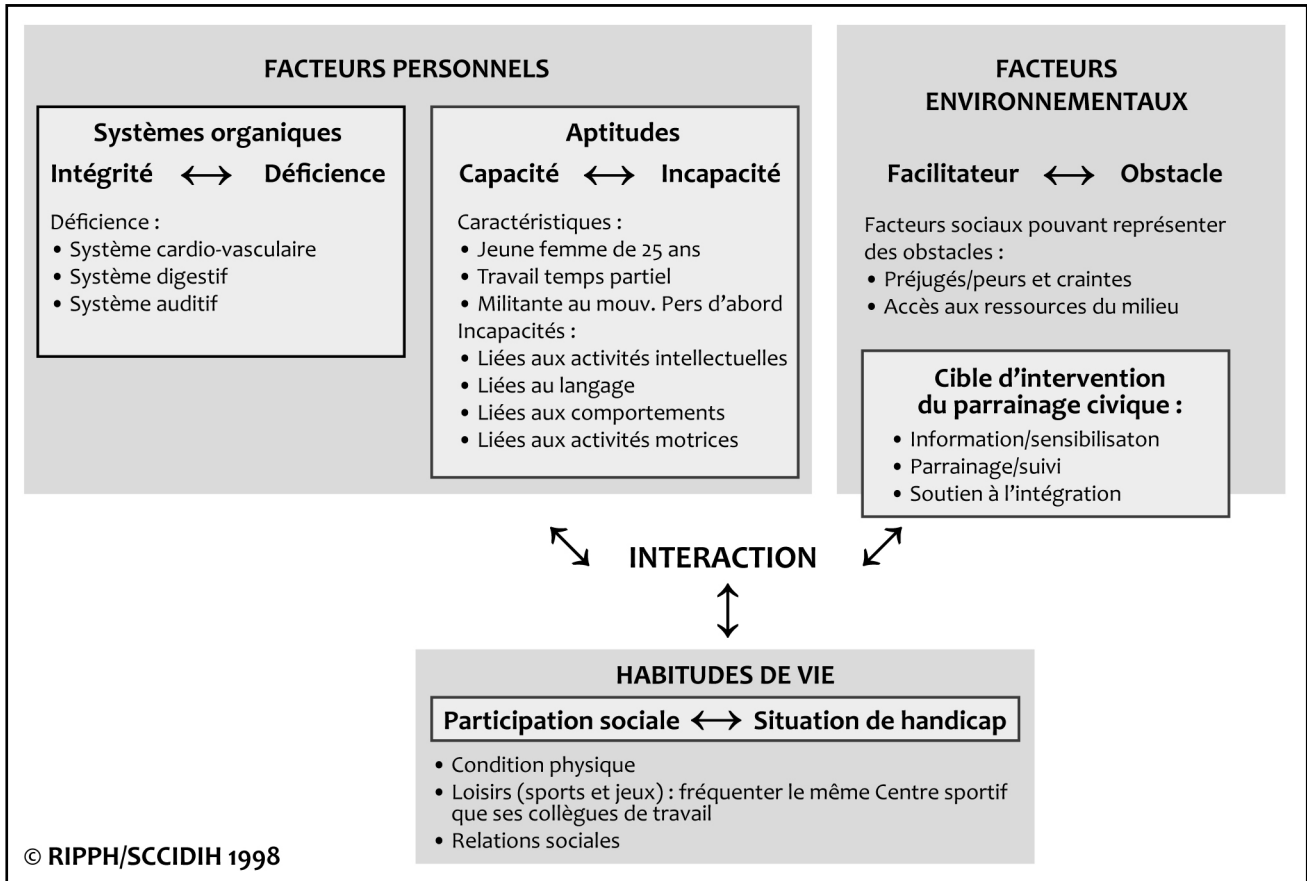 FACTEURS PERSONNELS
Systèmes organiques
Intégrité ↔ Déficience
Déficience :
• Système cardio-vasculaire
• Système digestif
• Système auditif
Aptitudes
Capacité ↔ Incapacité
Caractéristiques :
• Jeune femme de 25 ans
• Travail temps partiel
• Militante au mouv. Pers d'abord
Incapacités :
• Liées aux activités intellectuelles
• Liées au langage
• Liées aux comportements
• Liées aux activités motrices
FACTEURS
ENVIRONNEMENTAUX
Facilitateur ↔ Obstacle
Facteurs sociaux pouvant représenter
des obstacles :
• Préjugés/peurs et craintes
• Accès aux ressources du milieu
Cible d'intervention
du parrainage civique :
• Information/sensibilisaton
• Parrainage/suivi
• Soutien à l'intégration
INTERACTION
HABITUDES DE VIE
Participation sociale ↔ Situation de handicap
• Condition physique
• Loisirs (sports et jeux) : fréquenter le même Centre sportif
que ses collègues de travail
• Relations sociales
© RIPPH/SCCIDIH 1998